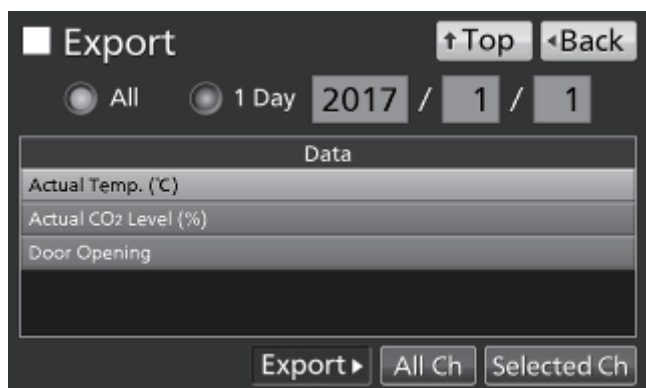 Export
↑Top ◂Back
All 1 Day 2017 / 1 / 1
Data
Actual Temp. (℃)
Actual CO₂ Level (%)
Door Opening
Export▸ All Ch Selected Ch